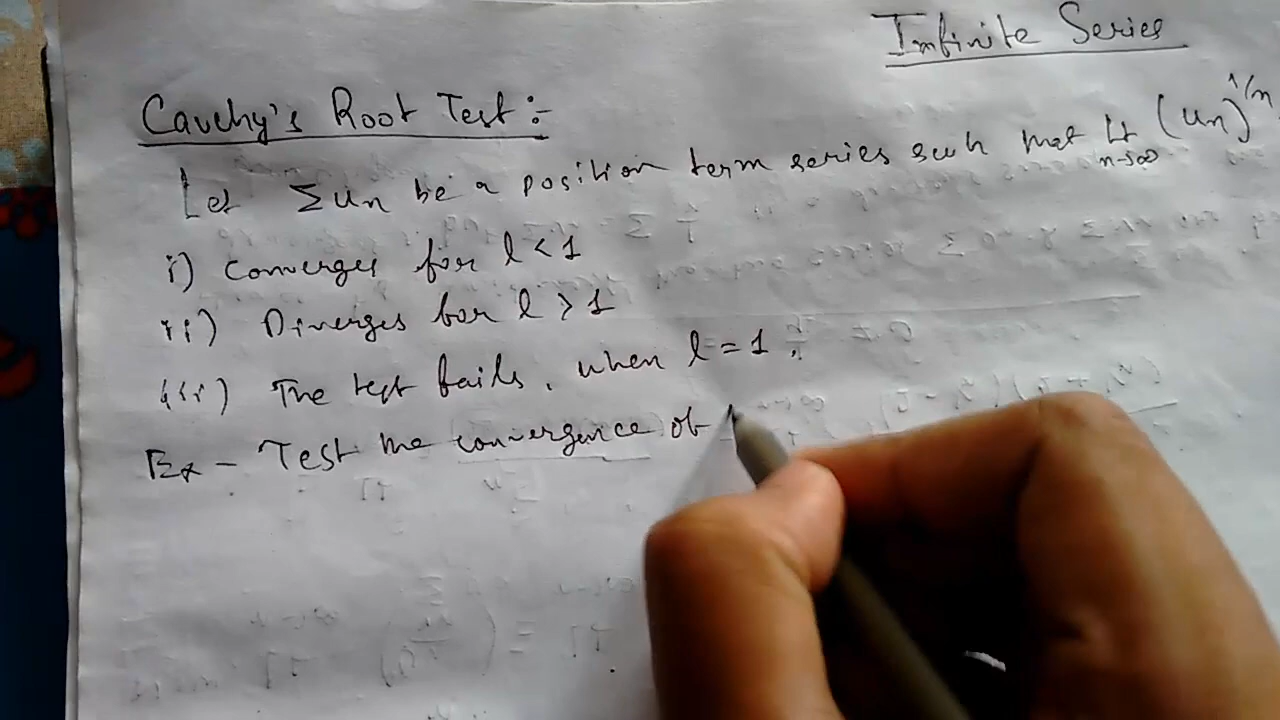 Infinite Series
Cauchy's Root Test :-
Let Σun be a position term series such that Lt n→∞ (un)^1/n
i) Converges for l < 1
ii) Diverges for l > 1
iii) The test fails, when l = 1.
Ex - Test the convergence of